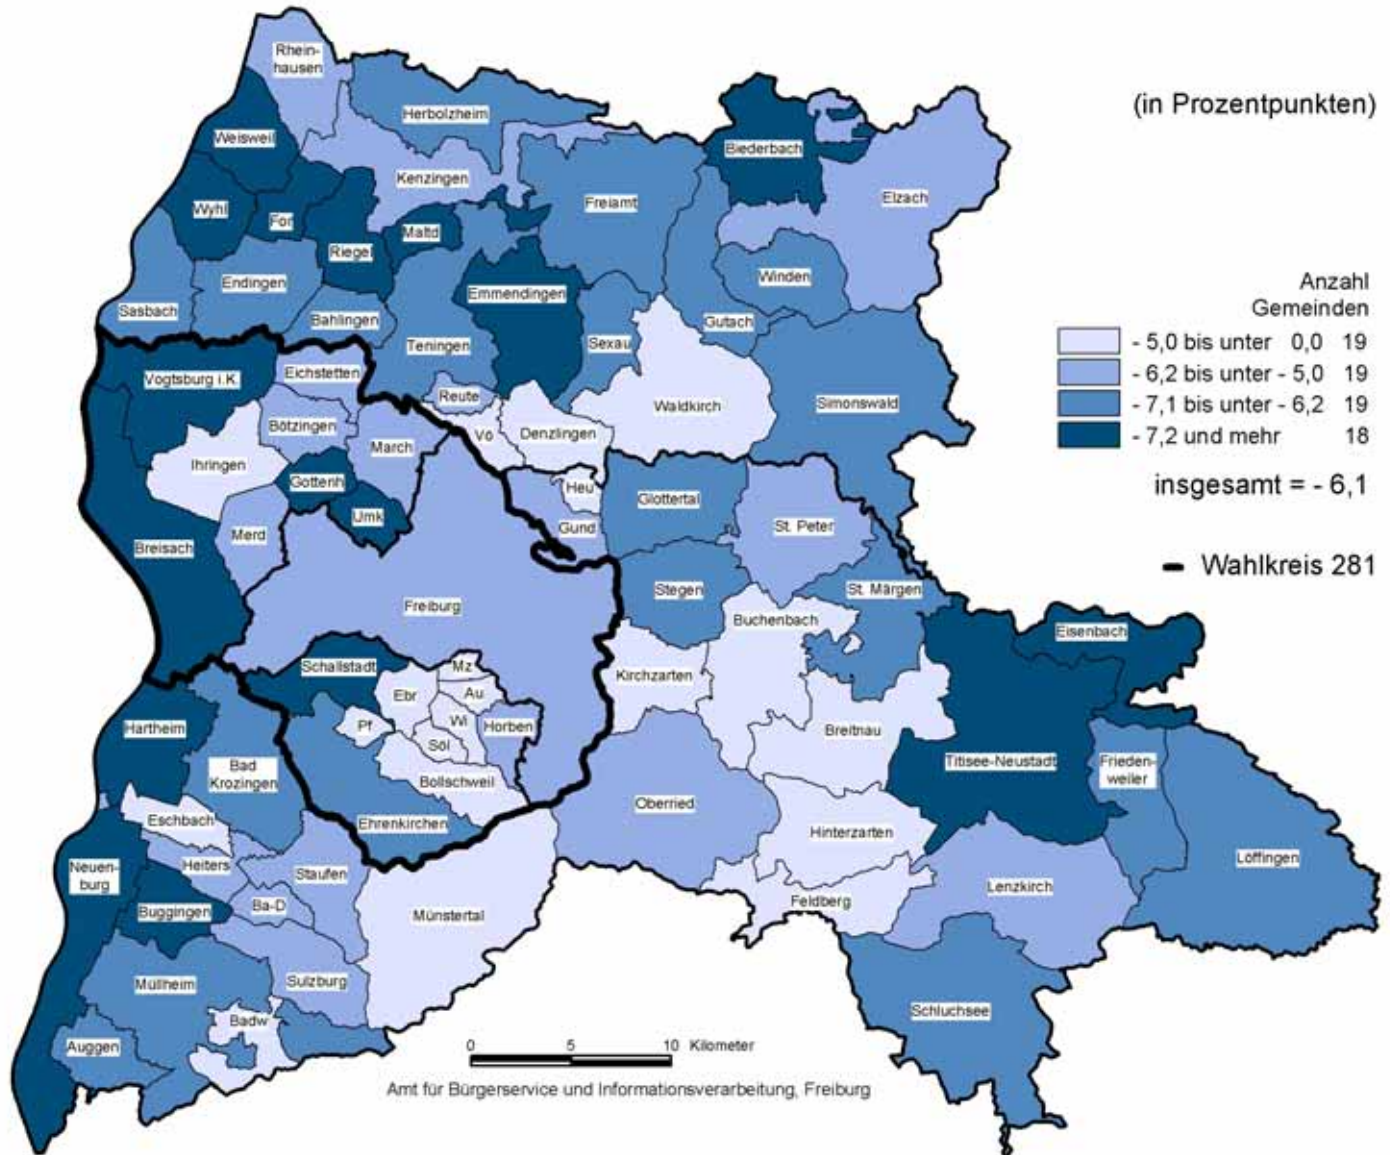 Rhein-
hausen
(in Prozentpunkten)
Herbolzheim
Weisweil
Biederbach
Kenzingen
Elzach
Freiamt
Wyhl
For
Riegel
Maltd
Winden
Endingen
Emmendingen
Sasbach
Bahlingen
Gutach
Teningen
Sexau
Anzahl
Gemeinden
- 5,0 bis unter 0,0 19
- 6,2 bis unter - 5,0 19
- 7,1 bis unter - 6,2 19
- 7,2 und mehr 18
insgesamt = - 6,1
Wahlkreis 281
Vogtsburg i.K.
Eichstetten
Reute
Waldkirch
Simonswald
Bötzingen
Vö
Denzlingen
March
Ihringen
Gottenh
Heu
Glottertal
Umk
Gund
St. Peter
Merd
Breisach
Stegen
St. Märgen
Freiburg
Buchenbach
Eisenbach
Schallstadt
Mz
Kirchzarten
Ebr
Au
Hartheim
Pf
Wi
Horben
Breitnau
Söl
Bad
Krozingen
Titisee-Neustadt
Frieden-
weiler
Bollschweil
Oberried
Eschbach
Ehrenkirchen
Hinterzarten
Löffingen
Neuen-
burg
Heiters
Staufen
Lenzkirch
Ba-D
Feldberg
Buggingen
Münstertal
Müllheim
Sulzburg
Schluchsee
Badw
Auggen
0 5 10 Kilometer
Amt für Bürgerservice und Informationsverarbeitung, Freiburg